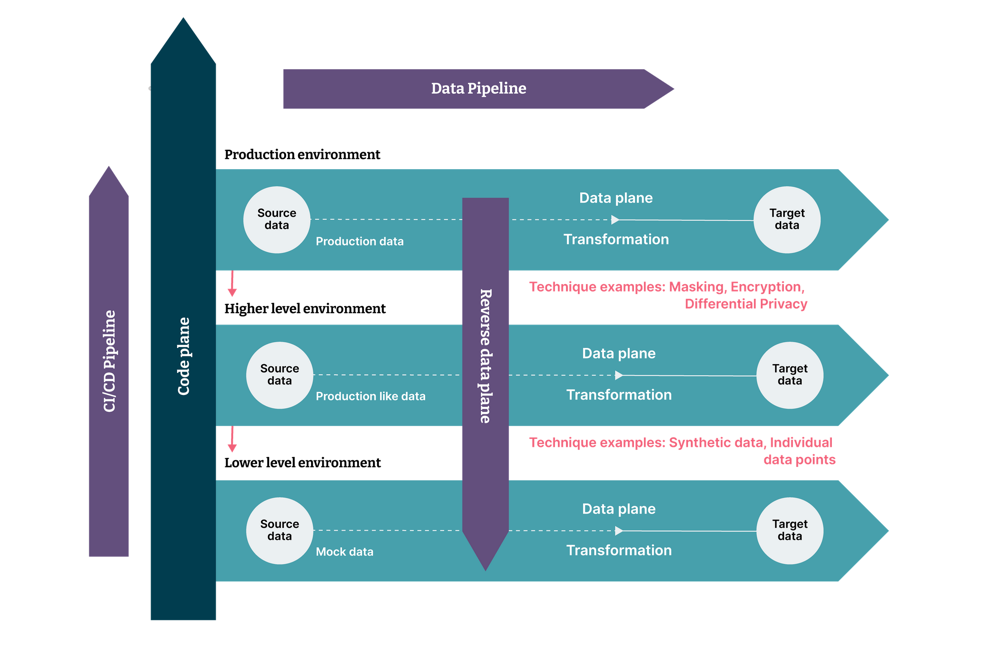 Data Pipeline
CI/CD Pipeline
Code plane
Production environment
Source
data
Production data
Data plane
Transformation
Target
data
Reverse data plane
Technique examples: Masking, Encryption,
Differential Privacy
Higher level environment
Source
data
Production like data
Data plane
Transformation
Target
data
Technique examples: Synthetic data, Individual
data points
Lower level environment
Source
data
Mock data
Data plane
Transformation
Target
data